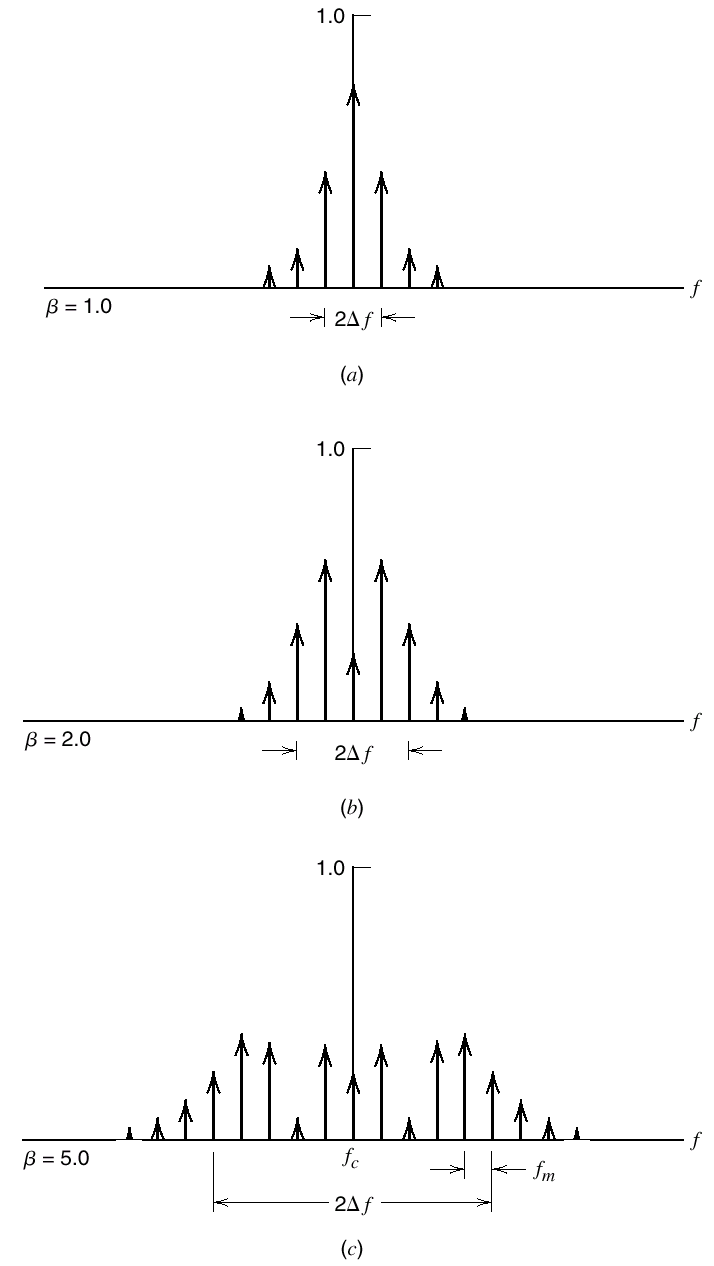 1.0
f
β = 1.0
2Δf
(a)
1.0
f
β = 2.0
2Δf
(b)
1.0
f
β = 5.0
f_c
f_m
2Δf
(c)